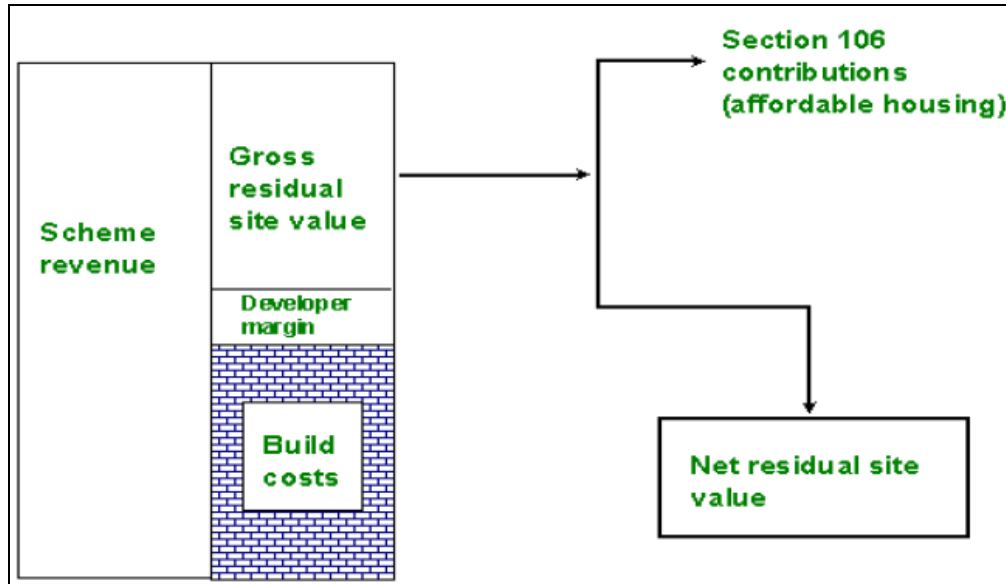 Scheme
revenue
Gross
residual
site value
Developer
margin
Build
costs
Section 106
contributions
(affordable housing)
Net residual site
value